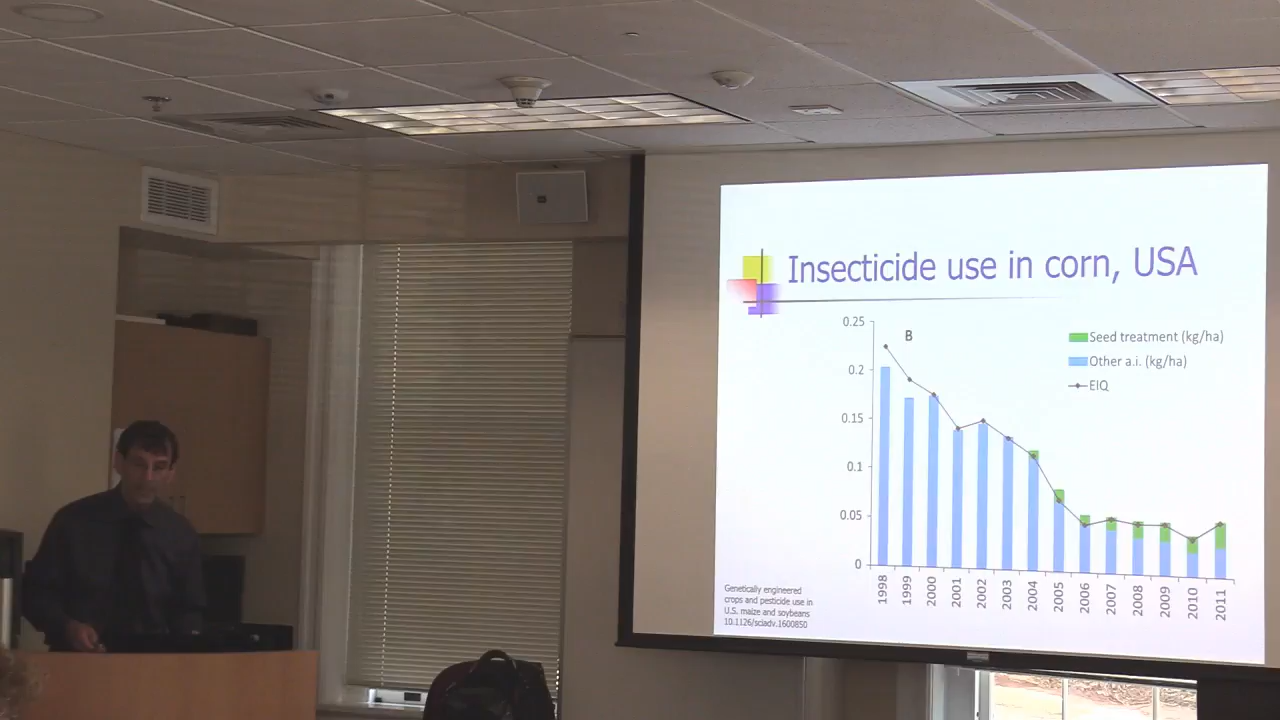 Insecticide use in corn, USA
0.25
B
Seed treatment (kg/ha)
0.2
Other a.i. (kg/ha)
EIQ
0.15
0.1
0.05
0
1998
1999
2000
2001
2002
2003
2004
2005
2006
2007
2008
2009
2010
2011
Genetically engineered
crops and pesticide use in
U.S. maize and soybeans
10.1126/sciadv.1600850